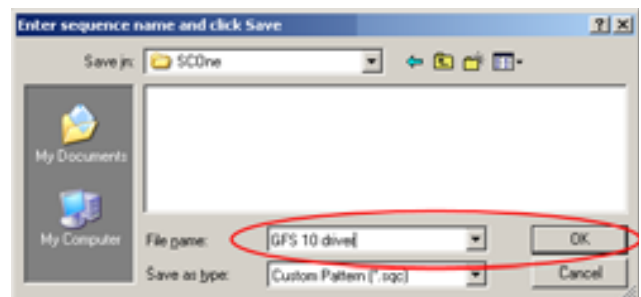 Enter sequence name and click Save
Save in: SCOne
My Documents
My Computer
File name: GFS 10 driver OK
Save as type: Custom Pattern (*.sqc) Cancel